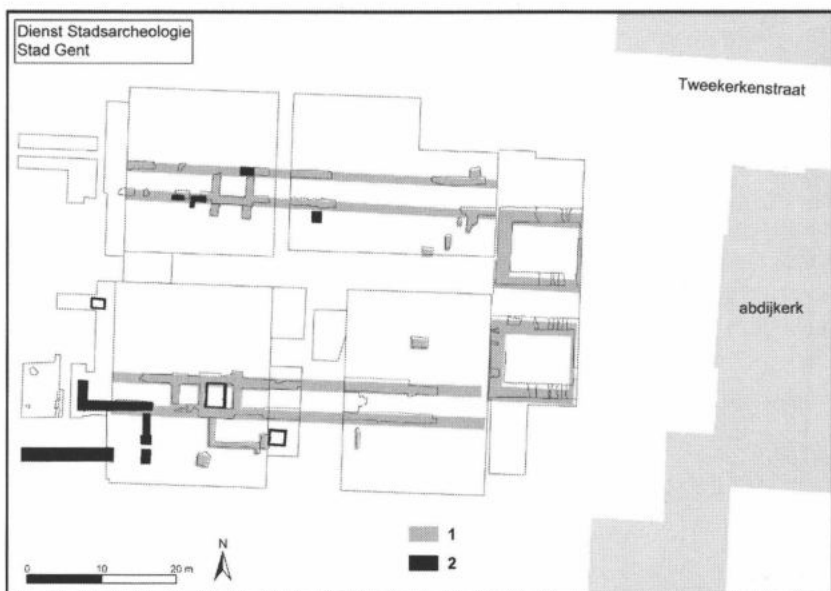 Dienst Stadsarcheologie
Stad Gent
Tweekerkenstraat
abdijkerk
1
2
N
0 10 20 m